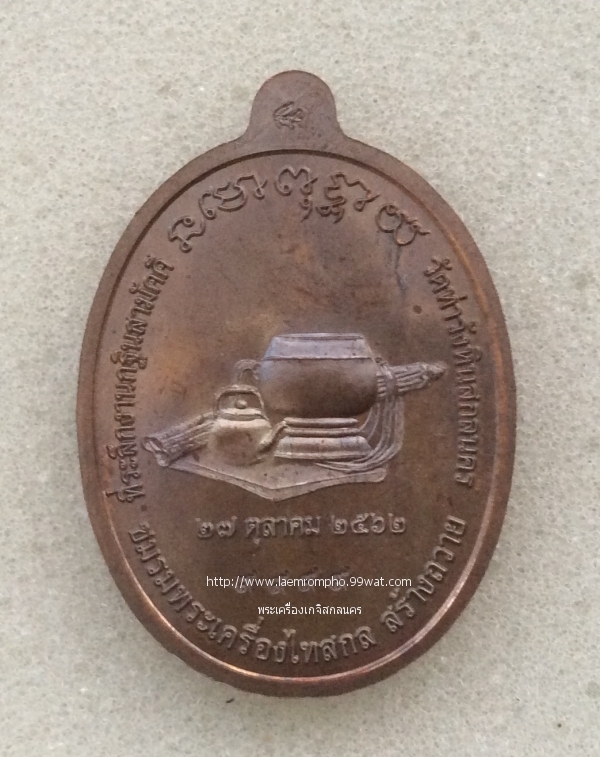 ที่ระลึกงานกฐินสามัคคี
วัดท่าวังหินสกลนคร
๒๗ ตุลาคม ๒๕๖๒
http://www.laemrompho.99wat.com
พระเครื่องเกจิสกลนคร
ชมรมพระเครื่องไทสกล สร้างถวาย